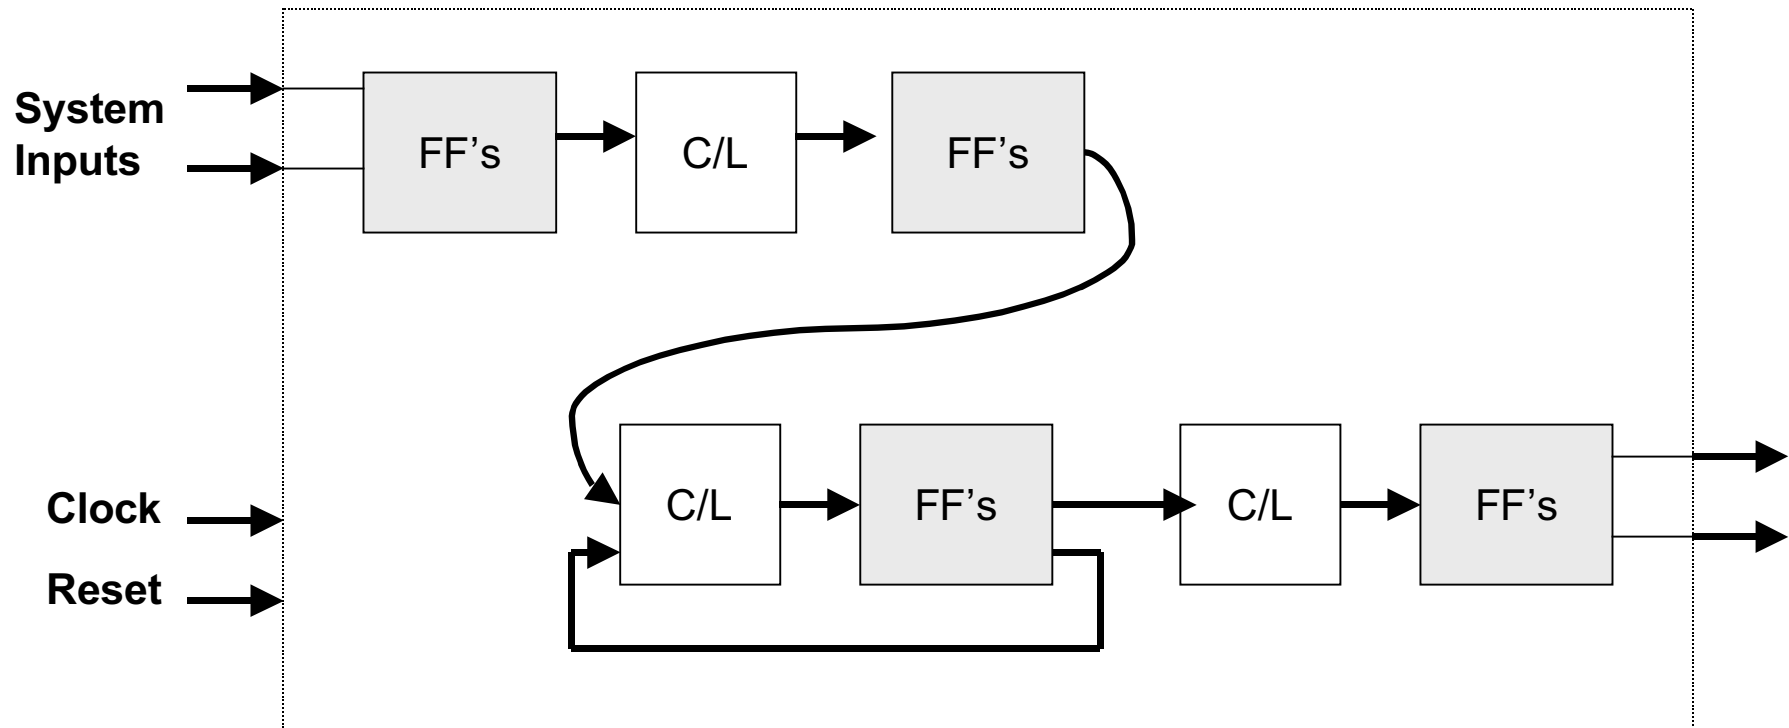 System
Inputs
FF’s
C/L
FF’s
Clock
Reset
C/L
FF’s
C/L
FF’s